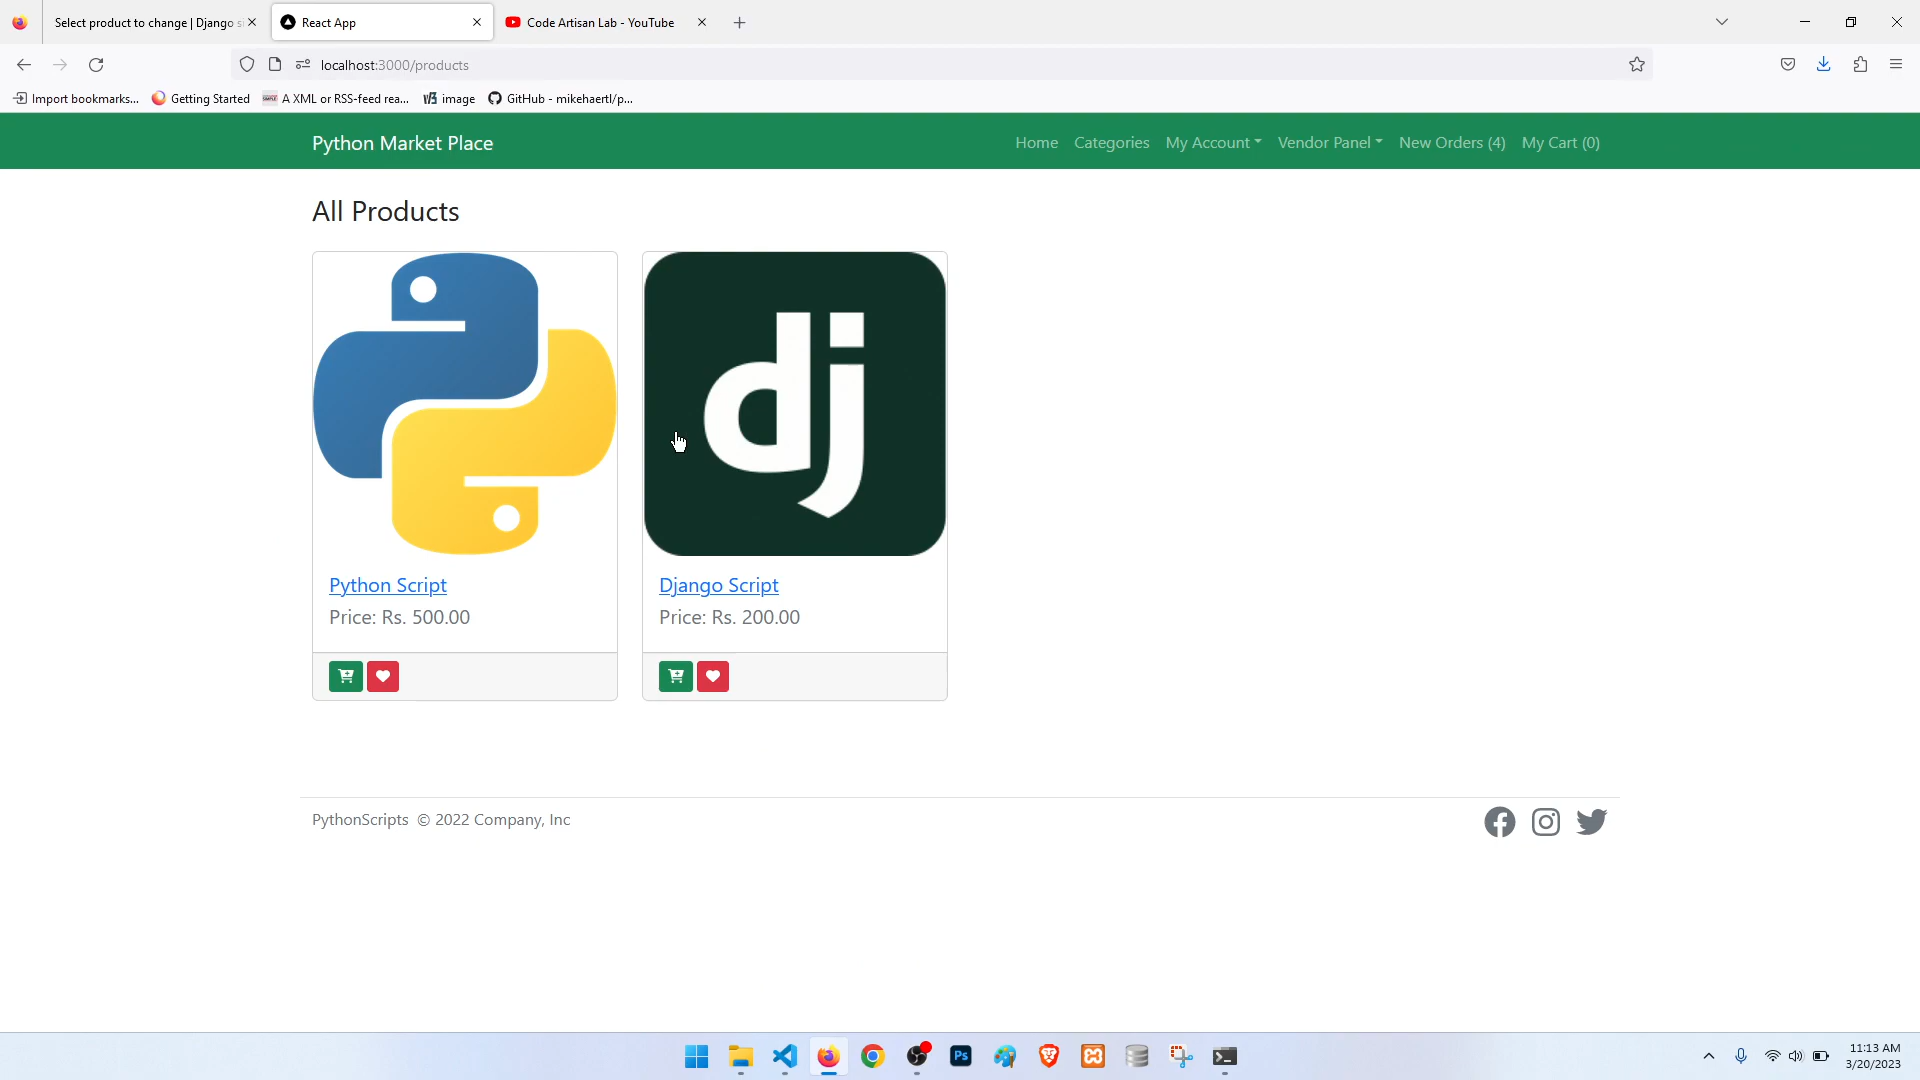 Select product to change | Django si
React App
Code Artisan Lab - YouTube
localhost:3000/products
Import bookmarks...
Getting Started
A XML or RSS-feed rea...
image
GitHub - mikehaertl/p...
Python Market Place
Home
Categories
My Account
Vendor Panel
New Orders (4)
My Cart (0)
All Products
dj
Python Script
Price: Rs. 500.00
Django Script
Price: Rs. 200.00
PythonScripts © 2022 Company, Inc
Ps
11:13 AM
3/20/2023